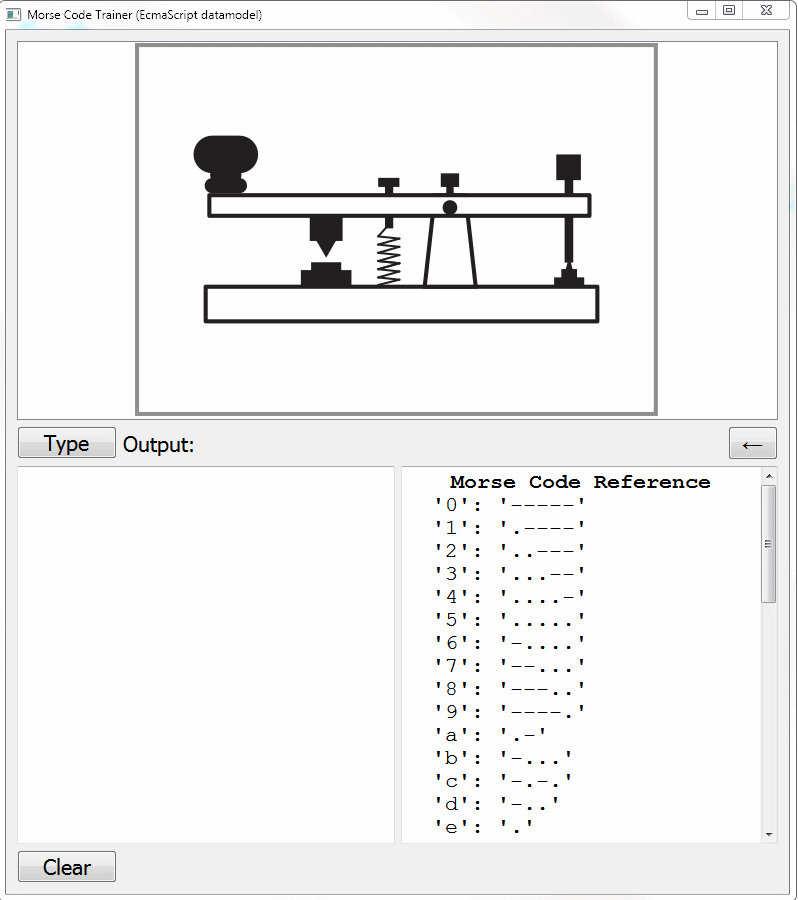 Morse Code Trainer (EcmaScript datamodel)
Type Output: ←
Morse Code Reference
'0': '-----'
'1': '.----'
'2': '..---'
'3': '...--'
'4': '....-'
'5': '.....'
'6': '-....'
'7': '--...'
'8': '---..'
'9': '----.'
'a': '.-'
'b': '-...'
'c': '-.-.'
'd': '-..'
'e': '.'
Clear